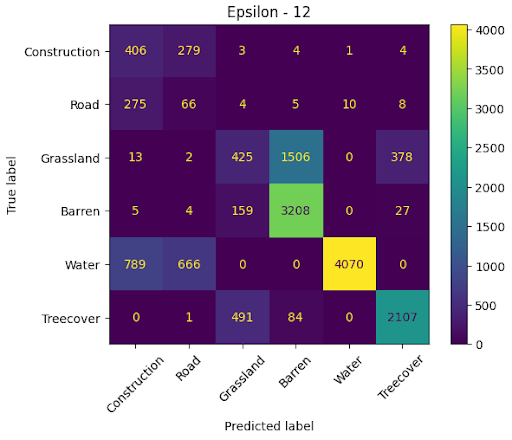 Epsilon - 12
Construction 406 279 3 4 1 4
Road 275 66 4 5 10 8
Grassland 13 2 425 1506 0 378
Barren 5 4 159 3208 0 27
Water 789 666 0 0 4070 0
Treecover 0 1 491 84 0 2107
Construction Road Grassland Barren Water Treecover
Predicted label
True label
4000
3500
3000
2500
2000
1500
1000
500
0